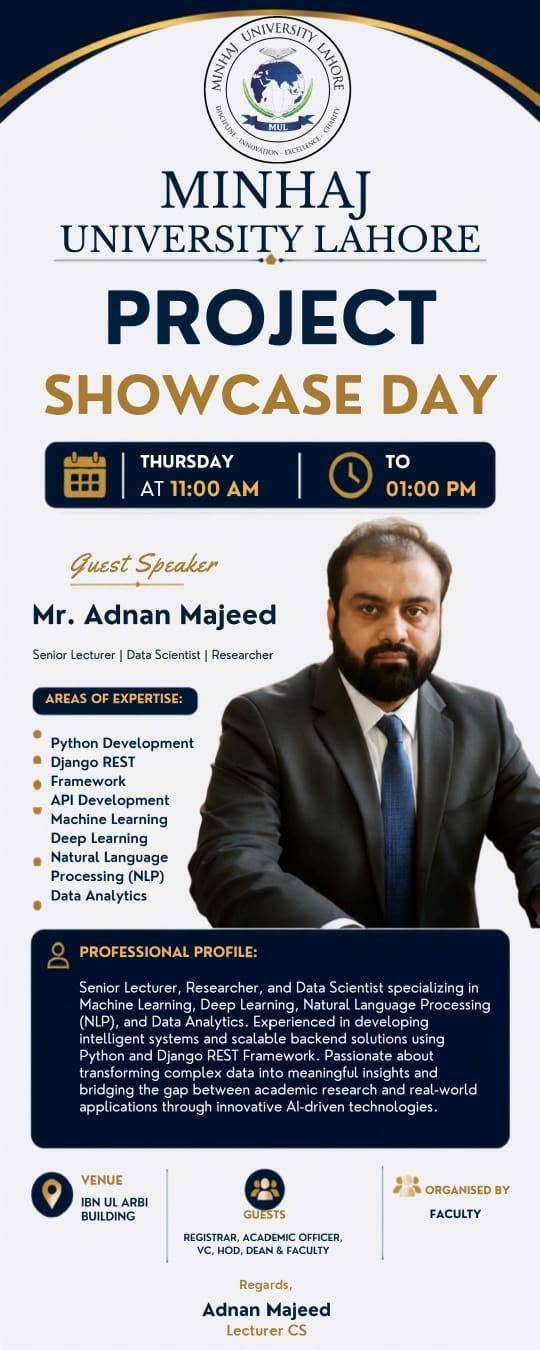 MINHAJ UNIVERSITY LAHORE
MUL
DISCIPLINE - INNOVATION - EXCELLENCE - CHARITY
MINHAJ
UNIVERSITY LAHORE
PROJECT
SHOWCASE DAY
THURSDAY
AT 11:00 AM
TO
01:00 PM
Guest Speaker
Mr. Adnan Majeed
Senior Lecturer | Data Scientist | Researcher
AREAS OF EXPERTISE:
Python Development
Django REST
Framework
API Development
Machine Learning
Deep Learning
Natural Language
Processing (NLP)
Data Analytics
PROFESSIONAL PROFILE:
Senior Lecturer, Researcher, and Data Scientist specializing in
Machine Learning, Deep Learning, Natural Language Processing
(NLP), and Data Analytics. Experienced in developing
intelligent systems and scalable backend solutions using
Python and Django REST Framework. Passionate about
transforming complex data into meaningful insights and
bridging the gap between academic research and real-world
applications through innovative AI-driven technologies.
VENUE
IBN UL ARBI
BUILDING
GUESTS
REGISTRAR, ACADEMIC OFFICER,
VC, HOD, DEAN & FACULTY
ORGANISED BY
FACULTY
Regards,
Adnan Majeed
Lecturer CS